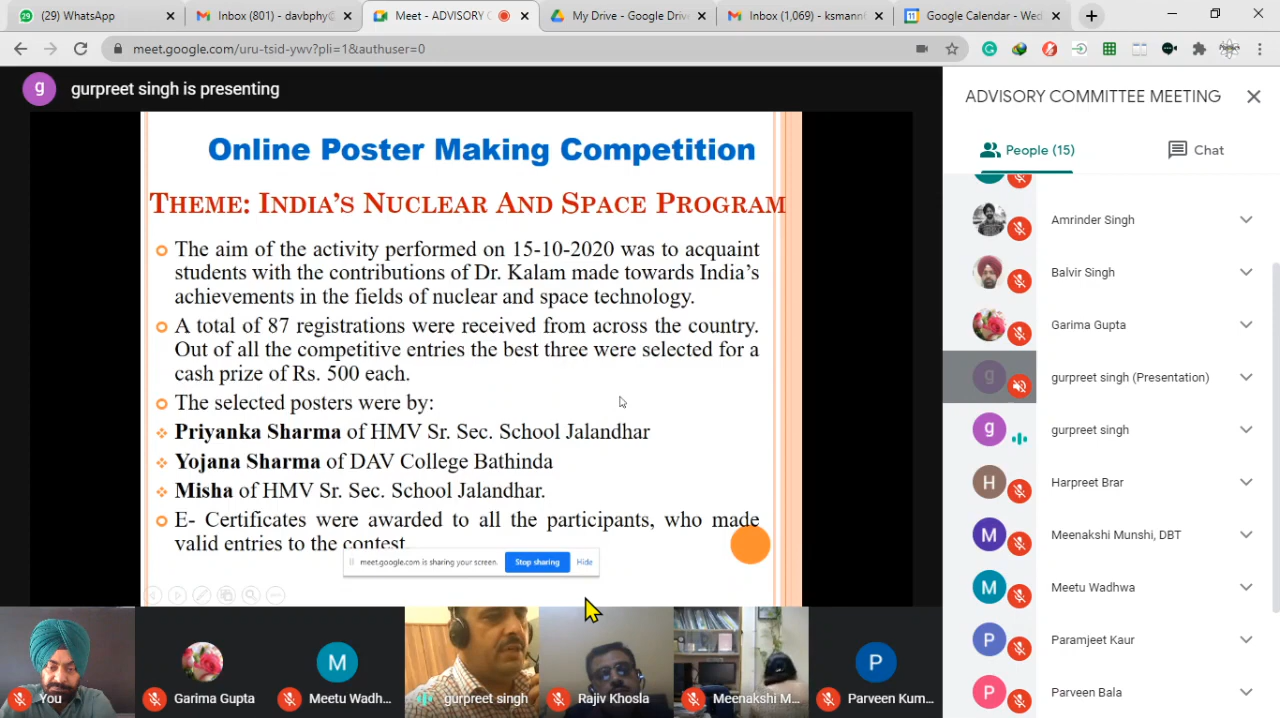 (29) WhatsApp
Inbox (801) - davbphy@
Meet - ADVISORY C
My Drive - Google Drive
Inbox (1,069) - ksmann
Google Calendar - Wed
meet.google.com/uru-tsid-ywv?pli=1&authuser=0
g
gurpreet singh is presenting
Online Poster Making Competition
THEME: INDIA'S NUCLEAR AND SPACE PROGRAM
The aim of the activity performed on 15-10-2020 was to acquaint
students with the contributions of Dr. Kalam made towards India's
achievements in the fields of nuclear and space technology.
A total of 87 registrations were received from across the country.
Out of all the competitive entries the best three were selected for a
cash prize of Rs. 500 each.
The selected posters were by:
Priyanka Sharma of HMV Sr. Sec. School Jalandhar
Yojana Sharma of DAV College Bathinda
Misha of HMV Sr. Sec. School Jalandhar.
E- Certificates were awarded to all the participants, who made
valid entries to the contest
meet.google.com is sharing your screen.
Stop sharing
Hide
You
Garima Gupta
M
Meetu Wadh...
gurpreet singh
Rajiv Khosla
Meenakshi M...
P
Parveen Kum...
ADVISORY COMMITTEE MEETING
People (15)
Chat
Amrinder Singh
Balvir Singh
Garima Gupta
g
gurpreet singh (Presentation)
g
gurpreet singh
H
Harpreet Brar
M
Meenakshi Munshi, DBT
M
Meetu Wadhwa
P
Paramjeet Kaur
P
Parveen Bala